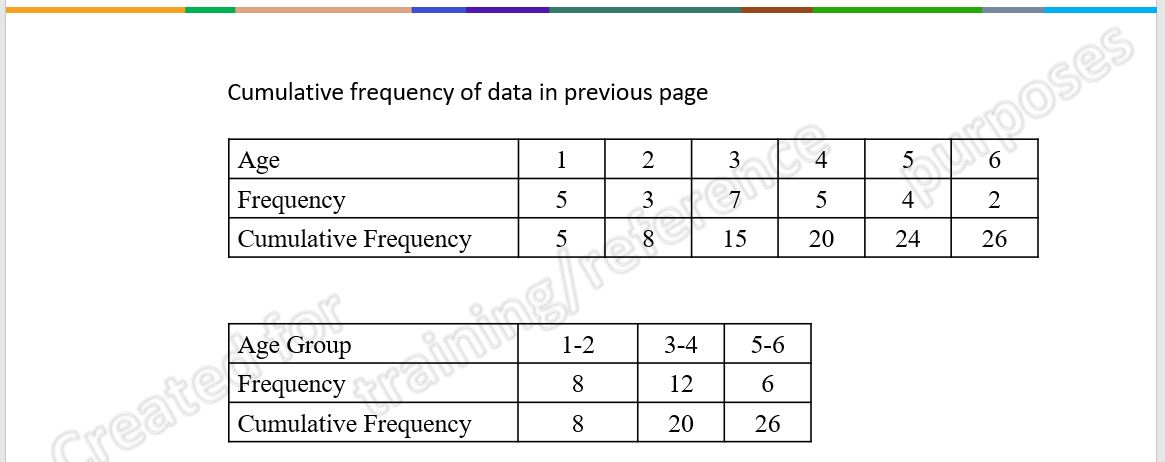 Cumulative frequency of data in previous page
Age 1 2 3 4 5 6
Frequency 5 3 7 5 4 2
Cumulative Frequency 5 8 15 20 24 26
Age Group 1-2 3-4 5-6
Frequency 8 12 6
Cumulative Frequency 8 20 26
Created for training/reference purposes